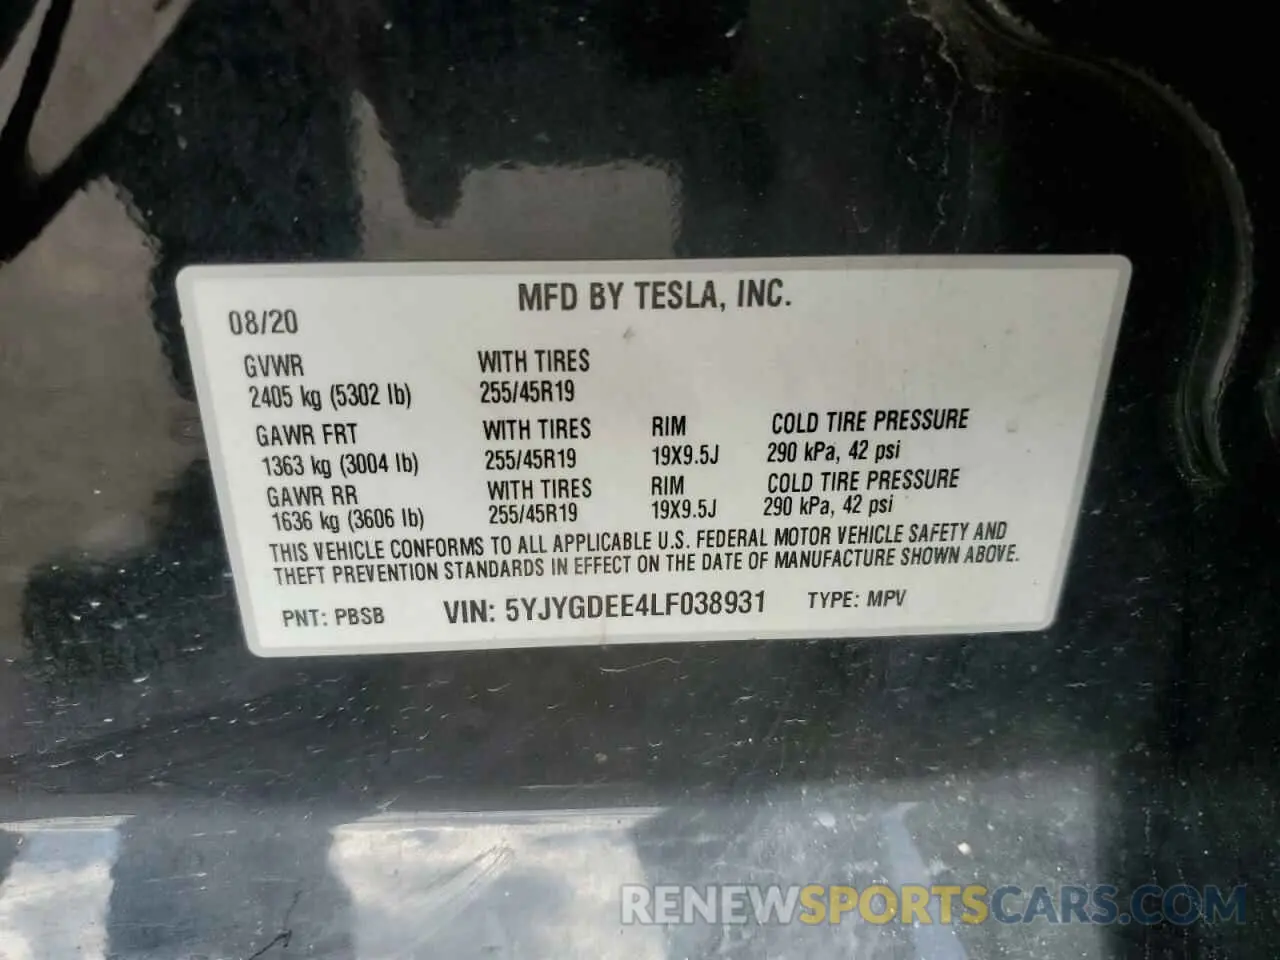 MFD BY TESLA, INC.
08/20
GVWR WITH TIRES
2405 kg (5302 lb) 255/45R19
GAWR FRT WITH TIRES RIM COLD TIRE PRESSURE
1363 kg (3004 lb) 255/45R19 19X9.5J 290 kPa, 42 psi
GAWR RR WITH TIRES RIM COLD TIRE PRESSURE
1636 kg (3606 lb) 255/45R19 19X9.5J 290 kPa, 42 psi
THIS VEHICLE CONFORMS TO ALL APPLICABLE U.S. FEDERAL MOTOR VEHICLE SAFETY AND
THEFT PREVENTION STANDARDS IN EFFECT ON THE DATE OF MANUFACTURE SHOWN ABOVE.
PNT: PBSB VIN: 5YJYGDEE4LF038931 TYPE: MPV
RENEWSPORTSCARS.COM